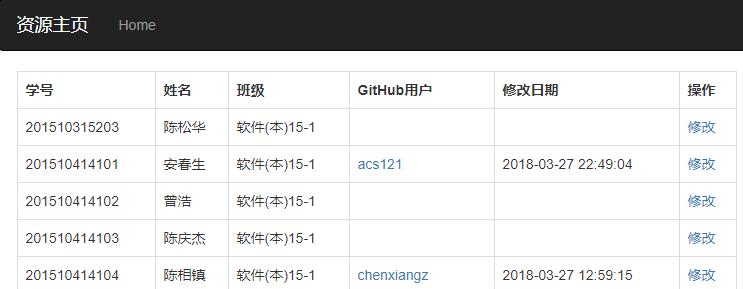 资源主页 Home
学号 姓名 班级 GitHub用户 修改日期 操作
201510315203 陈松华 软件(本)15-1 修改
201510414101 安春生 软件(本)15-1 acs121 2018-03-27 22:49:04 修改
201510414102 曾浩 软件(本)15-1 修改
201510414103 陈庆杰 软件(本)15-1 修改
201510414104 陈相镇 软件(本)15-1 chenxiangz 2018-03-27 12:59:15 修改